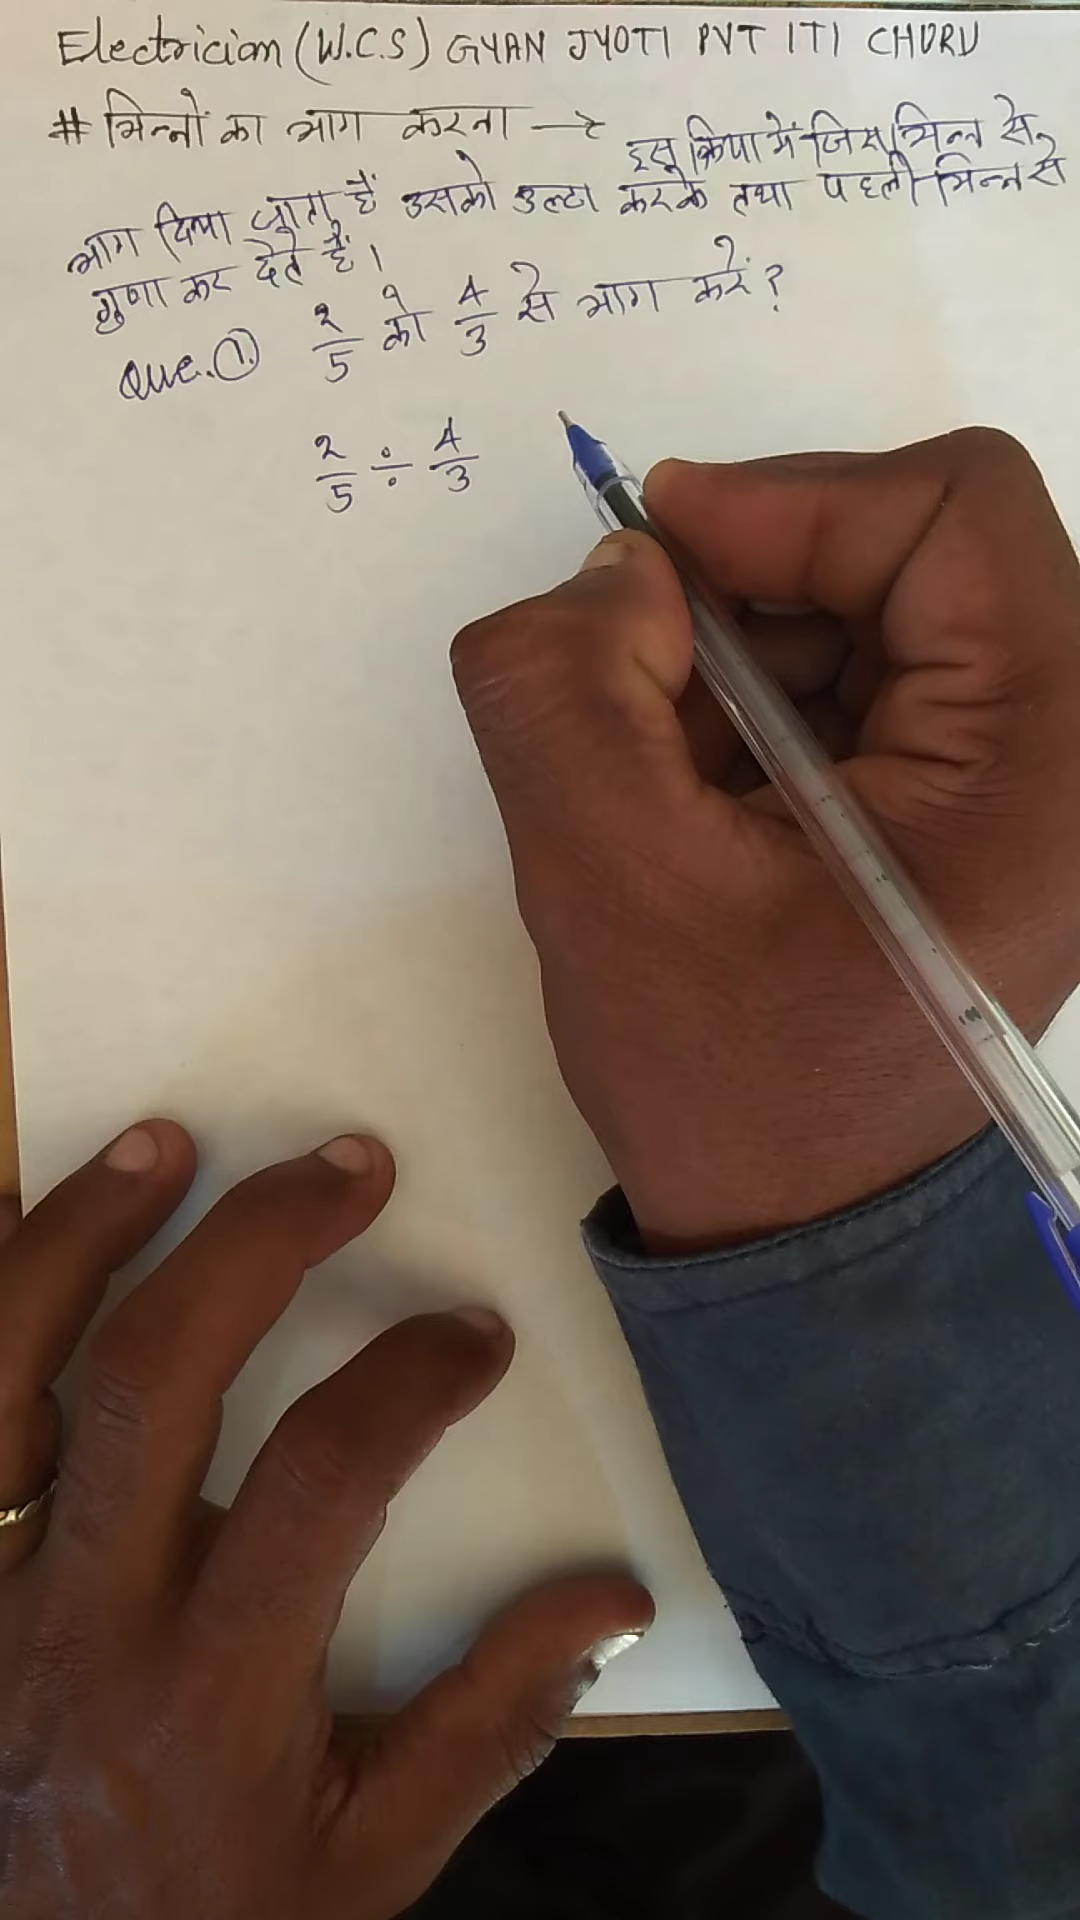 Electrician (W.C.S) GYAN JYOTI PVT ITI CHURU
# भिन्नों का भाग करना → इस क्रिया में जिस भिन्न से
भाग दिया जाता हैं उसको उल्टा करके तथा पहली भिन्न से
गुणा कर देते हैं।
Que.① 2/5 को 4/3 से भाग करें?
2/5 ÷ 4/3